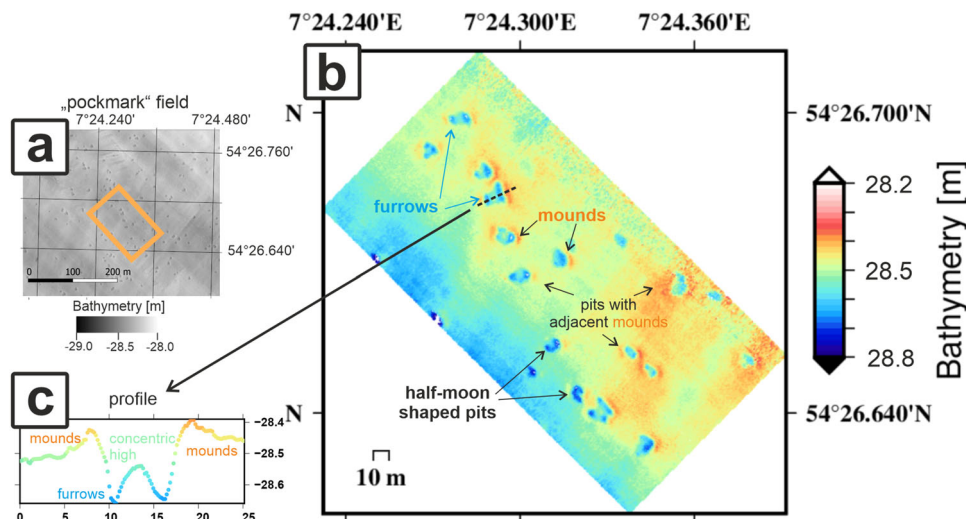 a
„pockmark“ field
7°24.240'E 7°24.480'E
54°26.760'N
54°26.640'N
0 100 200 m
Bathymetry [m]
-29.0 -28.5 -28.0
b
7°24.240'E 7°24.300'E 7°24.360'E
N 54°26.700'N
N 54°26.640'N
furrows
mounds
pits with
adjacent mounds
half-moon
shaped pits
10 m
28.2
28.5
28.8
Bathymetry [m]
c
profile
mounds
concentric
high
mounds
furrows
−28.4
−28.5
−28.6
0 5 10 15 20 25